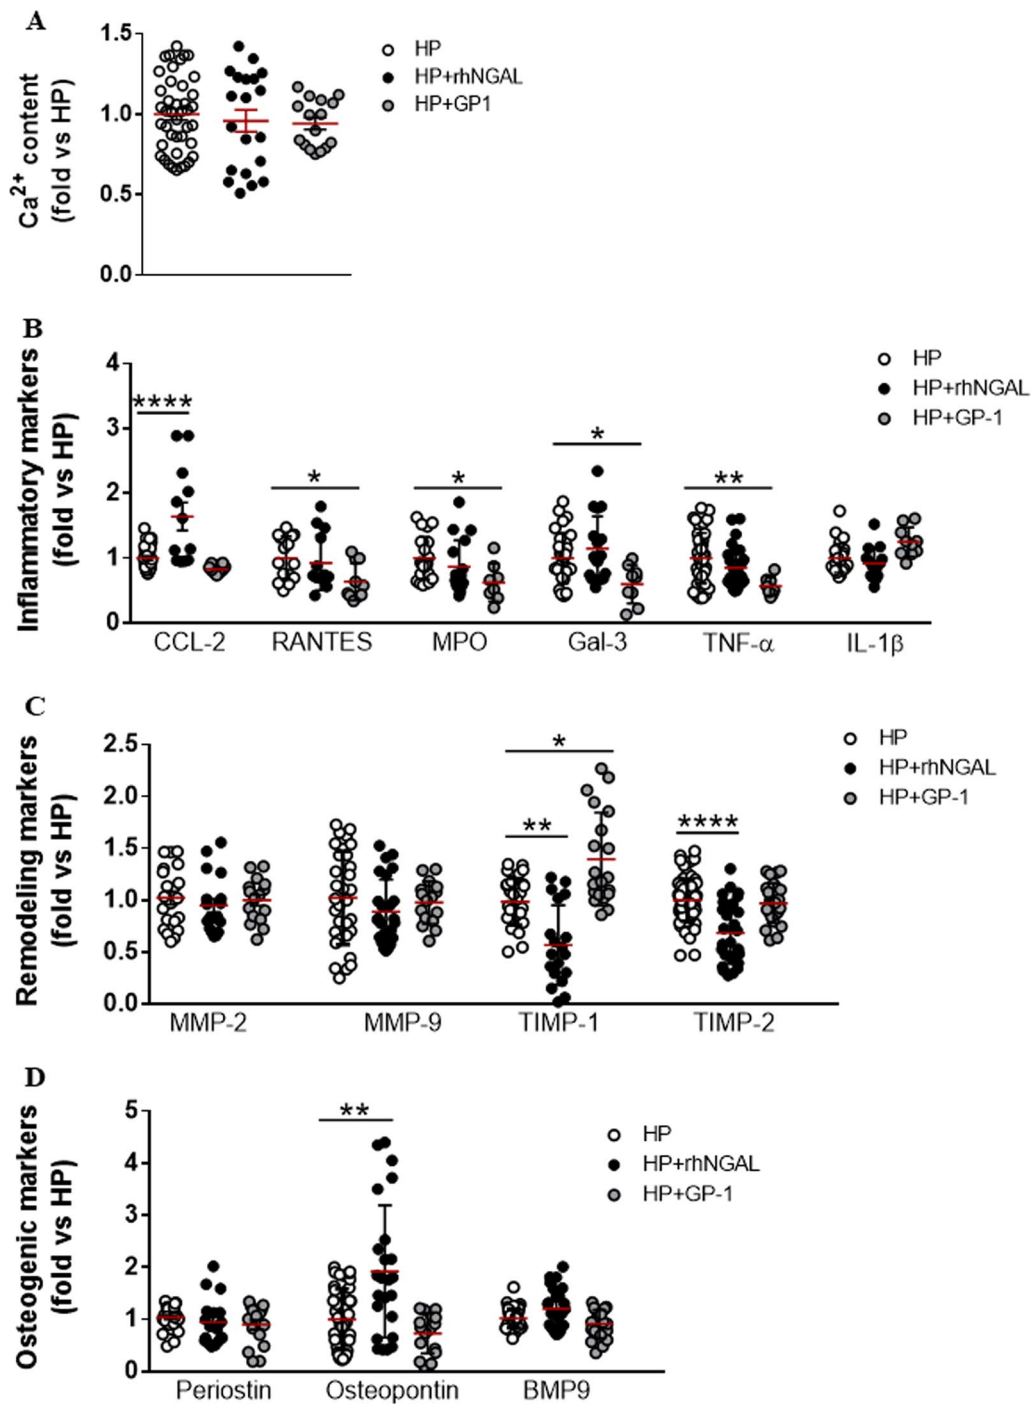 A
Ca2+ content
(fold vs HP)
1.5
1.0
0.5
0.0
HP
HP+rhNGAL
HP+GP1
B
Inflammatory markers
(fold vs HP)
4
3
2
1
0
****
*
*
*
**
HP
HP+rhNGAL
HP+GP-1
CCL-2 RANTES MPO Gal-3 TNF-α IL-1β
C
Remodeling markers
(fold vs HP)
2.5
2.0
1.5
1.0
0.5
0.0
*
**
****
HP
HP+rhNGAL
HP+GP-1
MMP-2 MMP-9 TIMP-1 TIMP-2
D
Osteogenic markers
(fold vs HP)
5
4
3
2
1
0
**
HP
HP+rhNGAL
HP+GP-1
Periostin Osteopontin BMP9